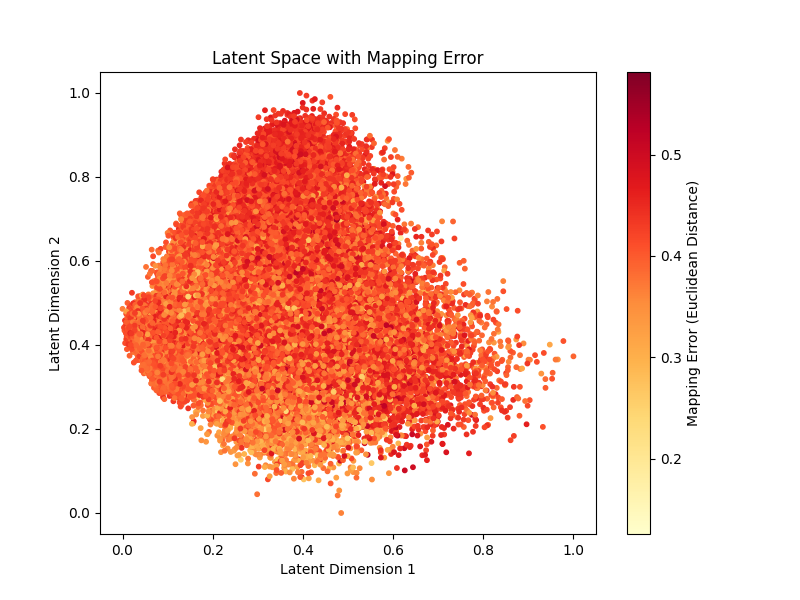 Latent Space with Mapping Error
1.0
0.8
0.6
0.4
0.2
0.0
Latent Dimension 2
0.0 0.2 0.4 0.6 0.8 1.0
Latent Dimension 1
0.5
0.4
0.3
0.2
Mapping Error (Euclidean Distance)